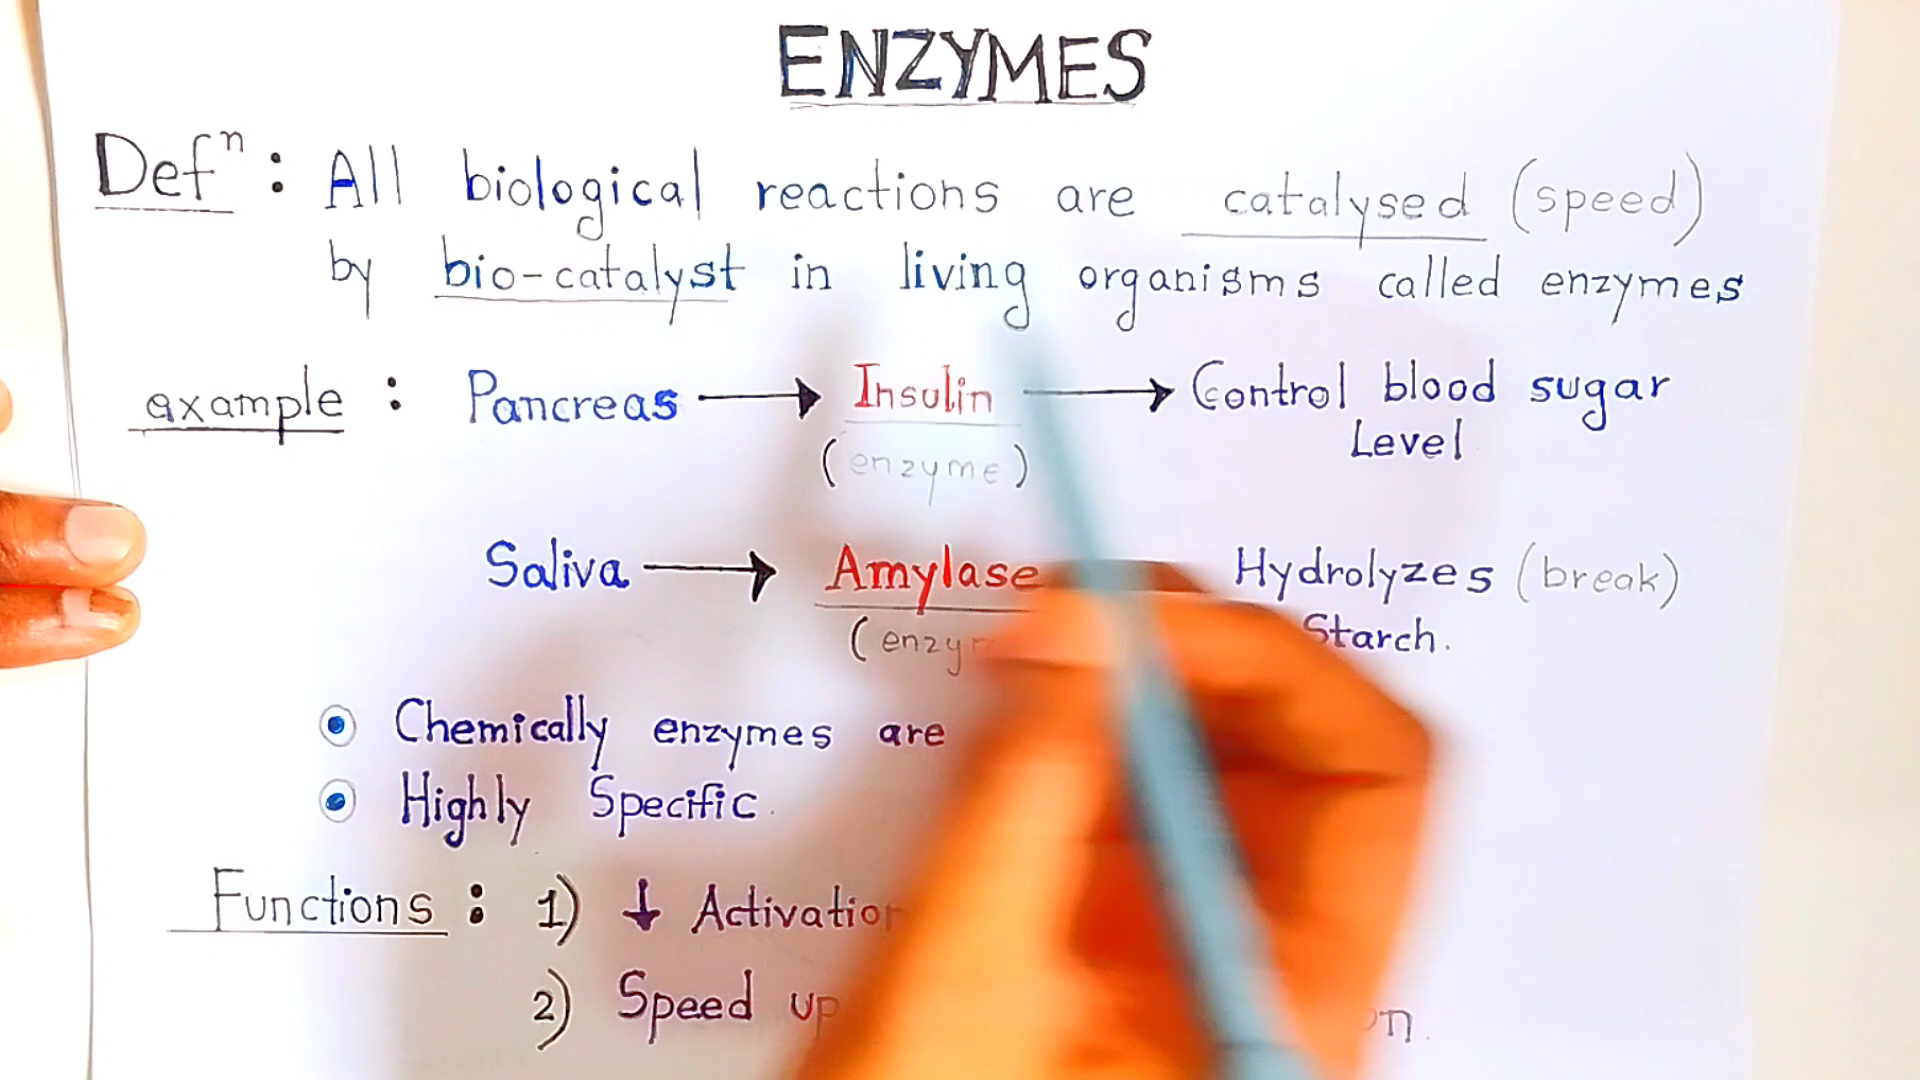 ENZYMES
Defⁿ : All biological reactions are catalysed (speed)
by bio-catalyst in living organisms called enzymes
example : Pancreas → Insulin → Control blood sugar
(enzyme) Level
Saliva → Amylase Hydrolyzes (break)
Starch.
Chemically enzymes are
Highly Specific.
Functions : 1) ↓
2) Speed up